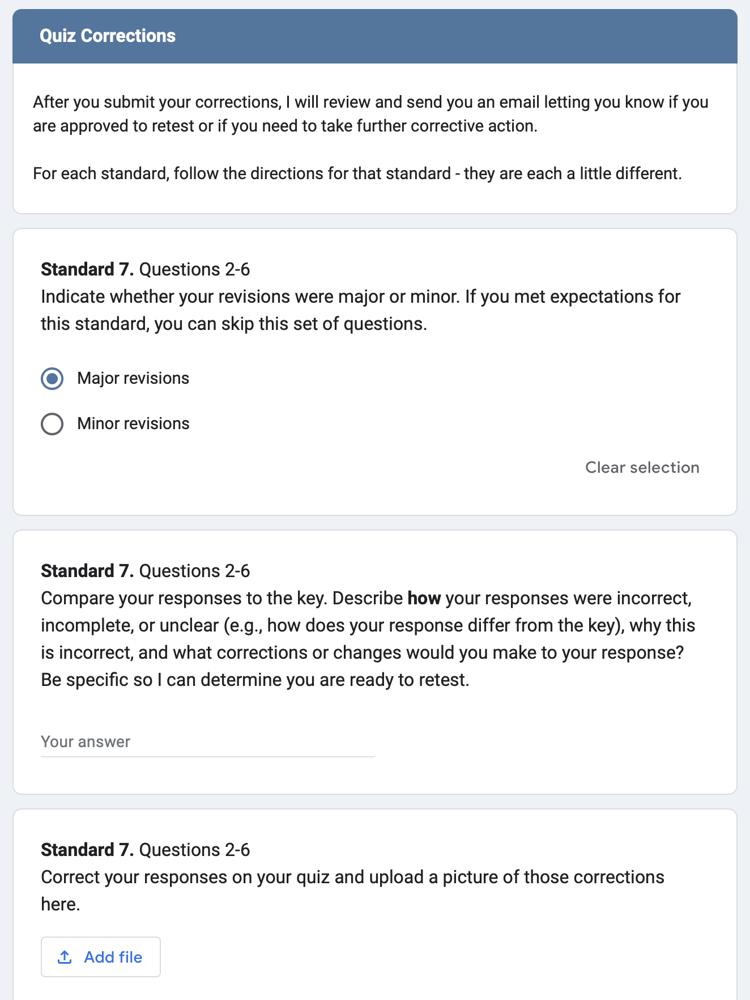 Quiz Corrections
After you submit your corrections, I will review and send you an email letting you know if you
are approved to retest or if you need to take further corrective action.
For each standard, follow the directions for that standard - they are each a little different.
Standard 7. Questions 2-6
Indicate whether your revisions were major or minor. If you met expectations for
this standard, you can skip this set of questions.
Major revisions
Minor revisions
Clear selection
Standard 7. Questions 2-6
Compare your responses to the key. Describe how your responses were incorrect,
incomplete, or unclear (e.g., how does your response differ from the key), why this
is incorrect, and what corrections or changes would you make to your response?
Be specific so I can determine you are ready to retest.
Your answer
Standard 7. Questions 2-6
Correct your responses on your quiz and upload a picture of those corrections
here.
Add file